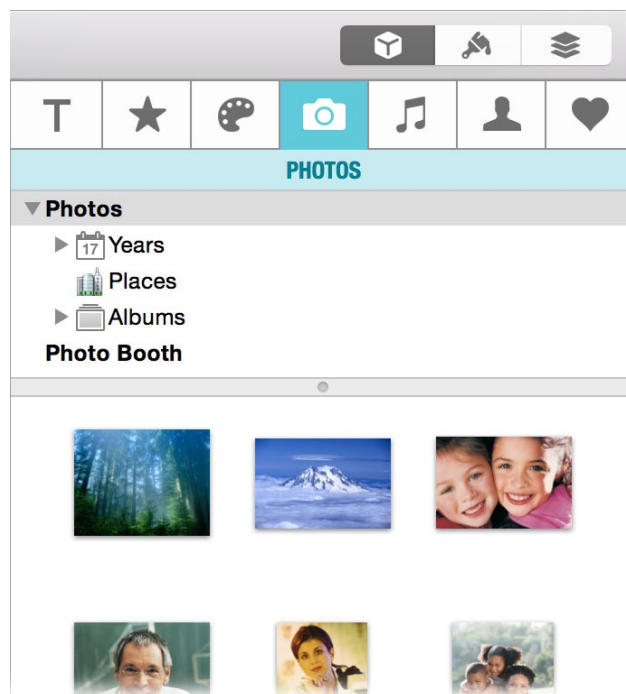 T
PHOTOS
Photos
17 Years
Places
Albums
Photo Booth